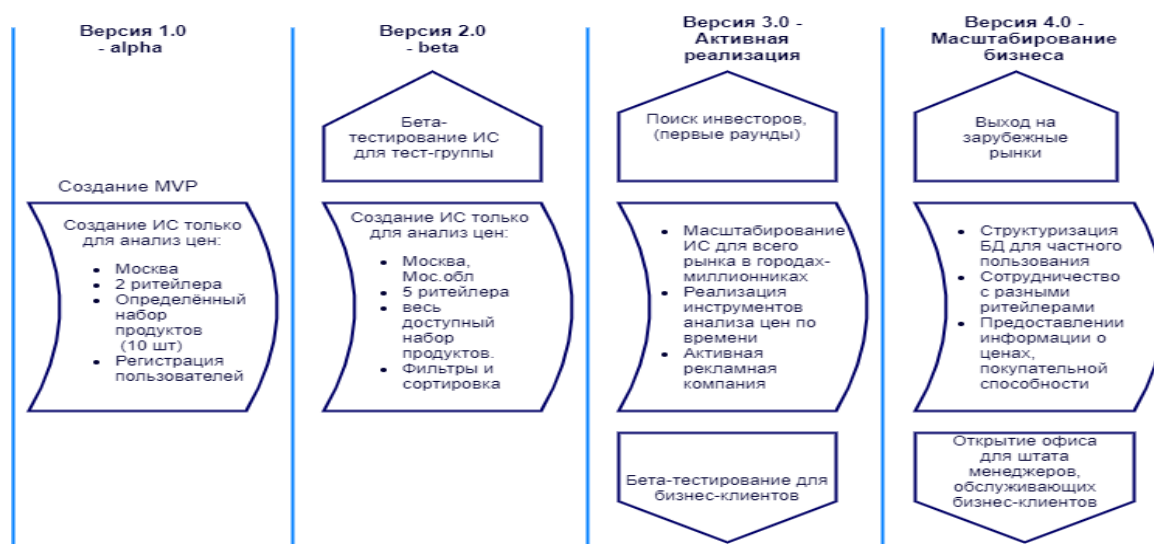 Версия 1.0
- alpha
Создание MVP
Создание ИС только
для анализ цен:
• Москва
• 2 ритейлера
• Определённый
набор
продуктов
(10 шт)
• Регистрация
пользователей
Версия 2.0
- beta
Бета-
тестирование ИС
для тест-группы
Создание ИС только
для анализ цен:
• Москва,
Мос.обл
• 5 ритейлера
• весь
доступный
набор
продуктов.
• Фильтры и
сортировка
Версия 3.0 -
Активная
реализация
Поиск инвесторов,
(первые раунды)
• Масштабирование
ИС для всего
рынка в городах-
миллионниках
• Реализация
инструментов
анализа цен по
времени
• Активная
рекламная
компания
Бета-тестирование для
бизнес-клиентов
Версия 4.0 -
Масштабирование
бизнеса
Выход на
зарубежные
рынки
• Структуризация
БД для частного
пользования
• Сотрудничество
с разными
ритейлерами
• Предоставлении
информации о
ценах,
покупательной
способности
Открытие офиса
для штата
менеджеров,
обслуживающих
бизнес-клиентов